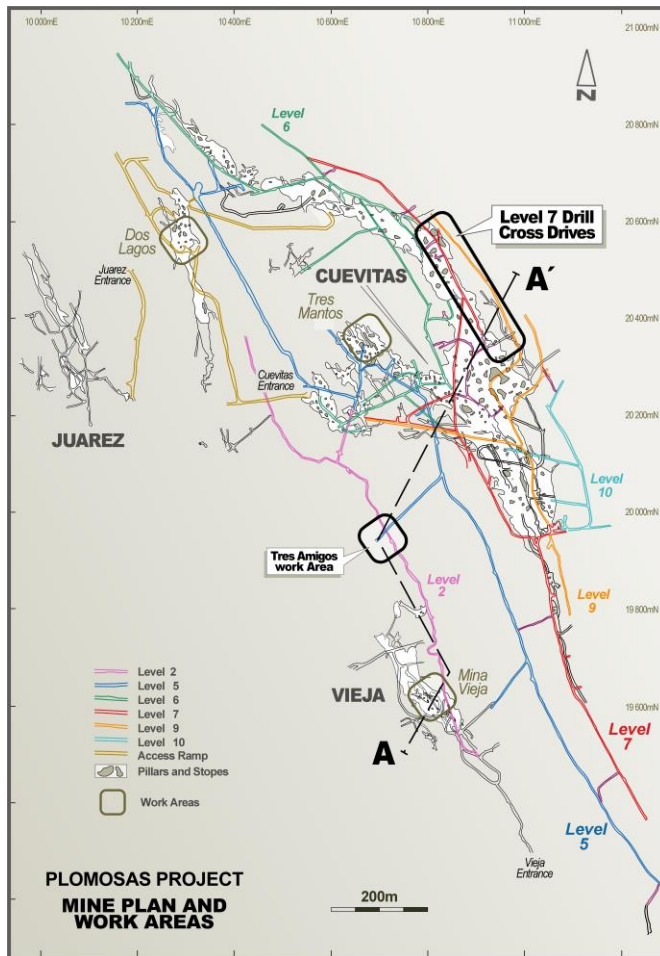 10 000mE
10 200mE
10 400mE
10 600mE
10 800mE
11 000mE
21 000mN
Level
6
20 800mN
Level 7 Drill
Cross Drives
20 600mN
Dos
Lagos
Juarez
Entrance
CUEVITAS
A´
Tres
Mantos
20 400mN
Cuevitas
Entrance
JUAREZ
20 200mN
Level
10
N
20 000mN
Tres Amigos
work Area
Level
2
Level
9
19 800mN
Level 2
Level 5
Level 6
Level 7
Level 9
Level 10
Access Ramp
Pillars and Stopes
Work Areas
VIEJA
Mina
Vieja
19 600mN
A
Level
7
Level
5
Vieja
Entrance
PLOMOSAS PROJECT
MINE PLAN AND
WORK AREAS
200m